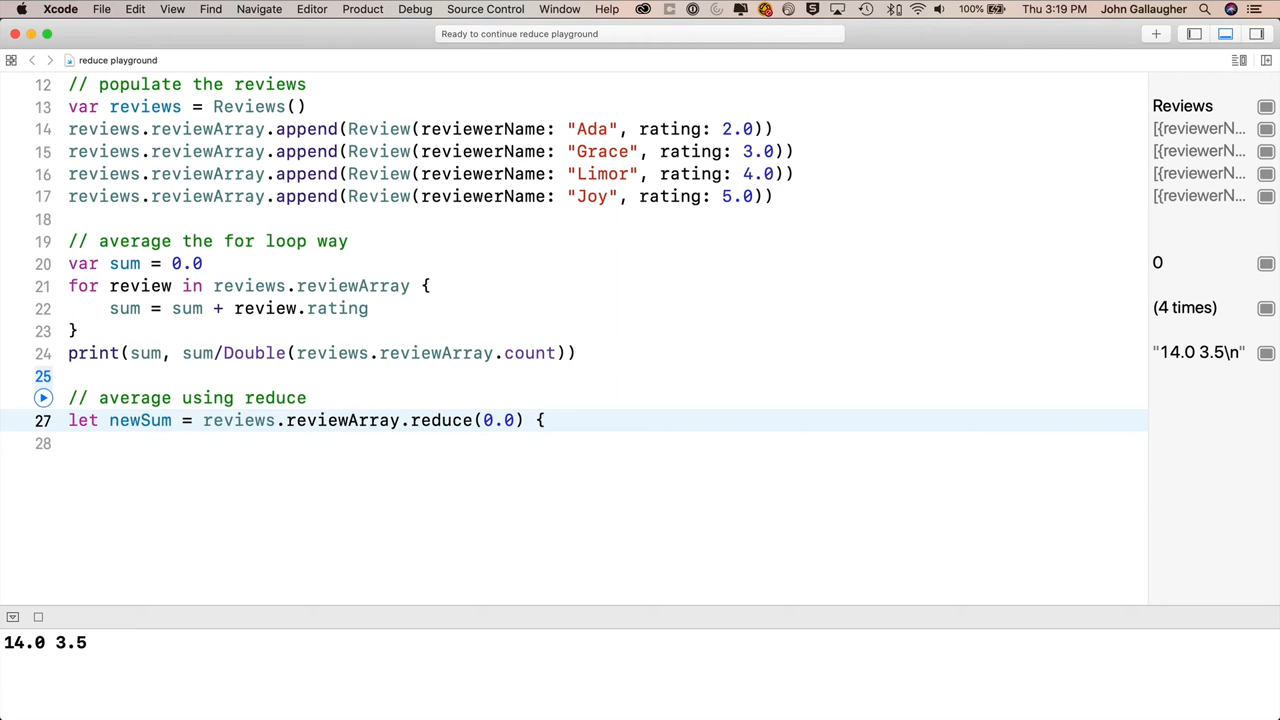 Xcode File Edit View Find Navigate Editor Product Debug Source Control Window Help 100% Thu 3:19 PM John Gallaugher
Ready to continue reduce playground
reduce playground
12 // populate the reviews
13 var reviews = Reviews()
14 reviews.reviewArray.append(Review(reviewerName: "Ada", rating: 2.0))
15 reviews.reviewArray.append(Review(reviewerName: "Grace", rating: 3.0))
16 reviews.reviewArray.append(Review(reviewerName: "Limor", rating: 4.0))
17 reviews.reviewArray.append(Review(reviewerName: "Joy", rating: 5.0))
18
19 // average the for loop way
20 var sum = 0.0
21 for review in reviews.reviewArray {
22 sum = sum + review.rating
23 }
24 print(sum, sum/Double(reviews.reviewArray.count))
25
// average using reduce
27 let newSum = reviews.reviewArray.reduce(0.0) {
28
Reviews
[{reviewerN...
[{reviewerN...
[{reviewerN...
[{reviewerN...
0
(4 times)
"14.0 3.5\n"
14.0 3.5